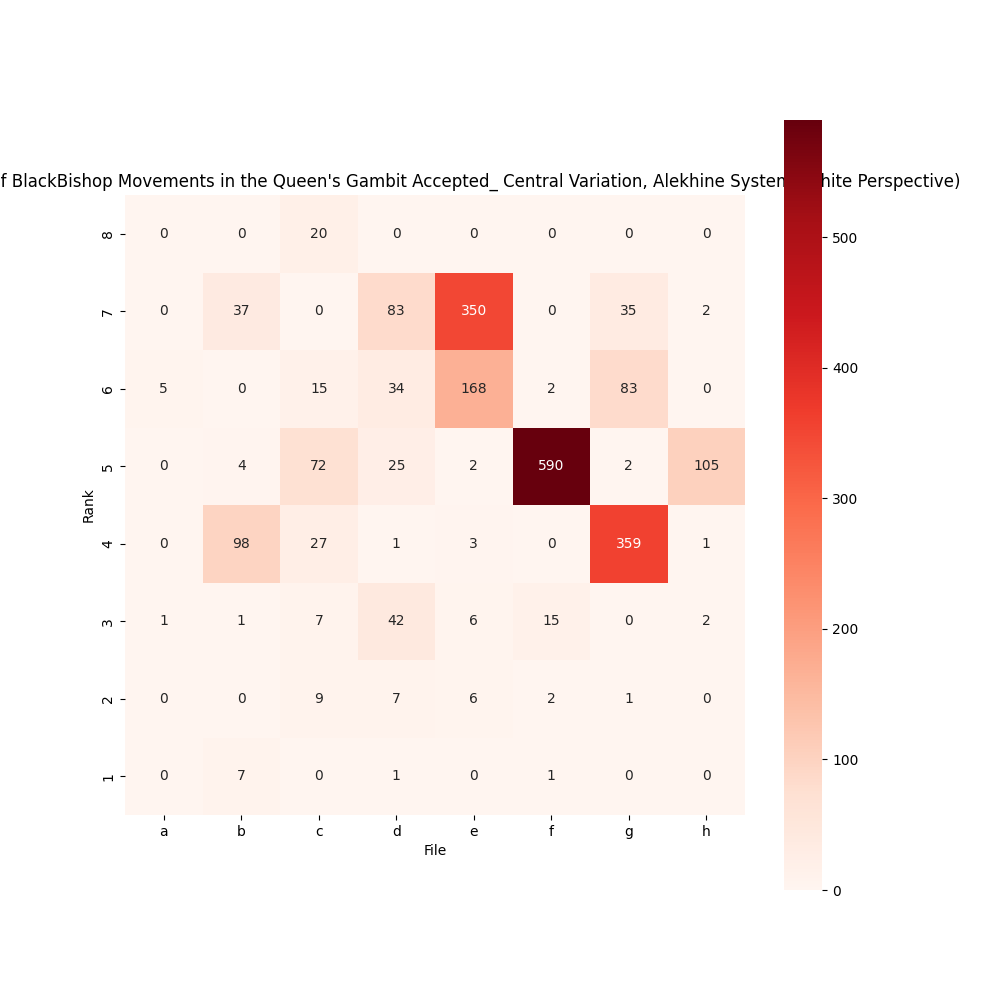 f BlackBishop Movements in the Queen's Gambit Accepted_ Central Variation, Alekhine System hite Perspective)
8 0 0 20 0 0 0 0 0
7 0 37 0 83 350 0 35 2
6 5 0 15 34 168 2 83 0
5 0 4 72 25 2 590 2 105
4 0 98 27 1 3 0 359 1
3 1 1 7 42 6 15 0 2
2 0 0 9 7 6 2 1 0
1 0 7 0 1 0 1 0 0
a b c d e f g h
File
Rank
500
400
300
200
100
0